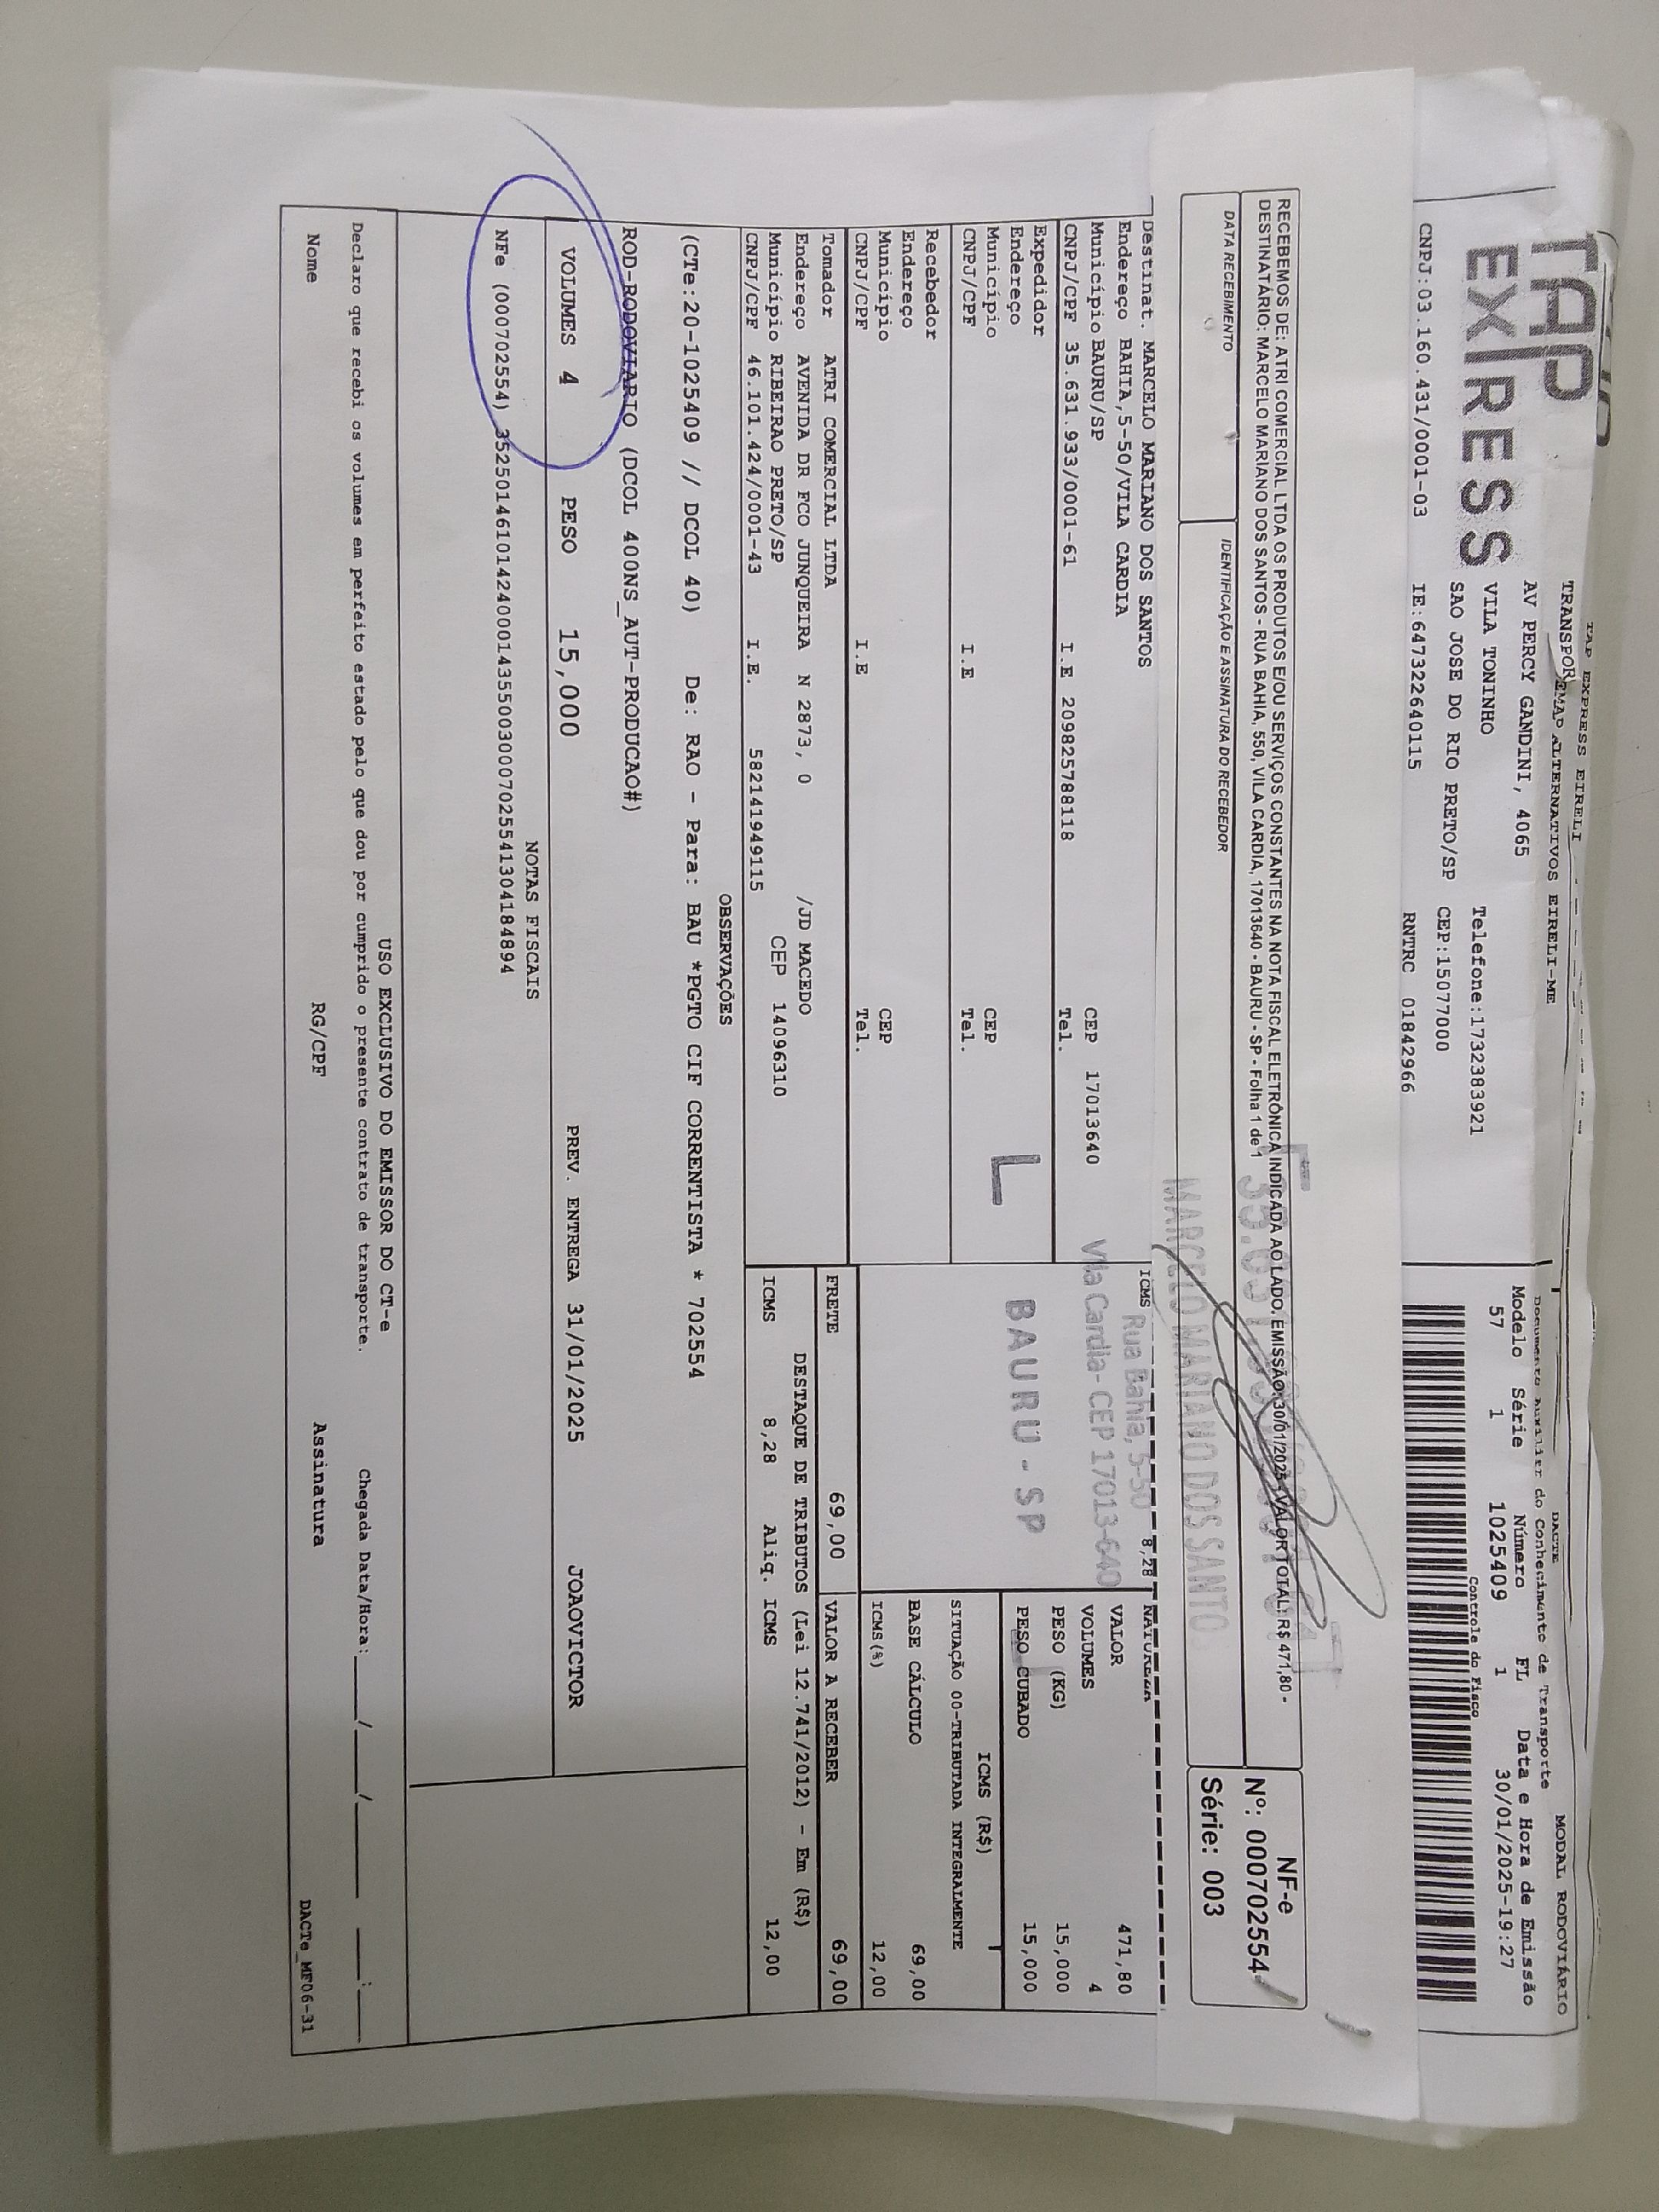 TAP
EXPRESS
TAP EXPRESS EIRELI
TRANSPOR
ALTERNATIVOS EIRELI-ME
AV PERCY GANDINI, 4065
VILA TONINHO
SAO JOSE DO RIO PRETO/SP
Telefone:1732383921
CEP:15077000
CNPJ:03.160.431/0001-03 IE:647322640115 RNTRC 01842966
DACTE
MODAL RODOVIÁRIO
Documento Auxiliar do Conhecimento de Transporte
Modelo Série Número FL Data e Hora de Emissão
57 1 1025409 1 30/01/2025-19:27
Controle do Fisco
RECEBEMOS DE: ATRI COMERCIAL LTDA OS PRODUTOS E/OU SERVIÇOS CONSTANTES NA NOTA FISCAL ELETRÔNICA INDICADA AO LADO. EMISSÃO: 30/01/2025 VALOR TOTAL: R$ 471,80 -
DESTINATÁRIO: MARCELO MARIANO DOS SANTOS - RUA BAHIA, 550, VILA CARDIA, 17013640 - BAURU - SP - Folha 1 de 1
DATA RECEBIMENTO
IDENTIFICAÇÃO E ASSINATURA DO RECEBEDOR
NF-e
Nº: 000702554
Série: 003
MARCELO MARIANO DOS SANTO
Rua Bahia, 5-50
Vila Cardia - CEP 17013-640
BAURU - SP
Destinat. MARCELO MARIANO DOS SANTOS
Endereço BAHIA,5-50/VILA CARDIA
Município BAURU/SP CEP 17013640
CNPJ/CPF 35.631.933/0001-61 I.E 209825788118 Tel.
Expedidor
Endereço
Município CEP
CNPJ/CPF I.E Tel.
Recebedor
Endereço
Município CEP
CNPJ/CPF I.E Tel.
ICMS 8,28
NATUREZA
VALOR 471,80
VOLUMES 4
PESO (KG) 15,000
PESO CUBADO 15,000
ICMS (R$)
SITUAÇÃO 00-TRIBUTADA INTEGRALMENTE
BASE CÁLCULO 69,00
ICMS(%) 12,00
Tomador ATRI COMERCIAL LTDA
Endereço AVENIDA DR FCO JUNQUEIRA N 2873, 0 /JD MACEDO
Município RIBEIRAO PRETO/SP CEP 14096310
CNPJ/CPF 46.101.424/0001-43 I.E. 582141949115
FRETE 69,00 VALOR A RECEBER 69,00
DESTAQUE DE TRIBUTOS (Lei 12.741/2012) - Em (R$)
ICMS 8,28 Aliq. ICMS 12,00
OBSERVAÇÕES
(CTe:20-1025409 // DCOL 40) De: RAO - Para: BAU *PGTO CIF CORRENTISTA * 702554
ROD-RODOVIARIO (DCOL 400NS_AUT-PRODUCAO#)
VOLUMES 4 PESO 15,000 PREV. ENTREGA 31/01/2025 JOAOVICTOR
NOTAS FISCAIS
NFe (000702554) 35250146101424000143550030007025541304184894
USO EXCLUSIVO DO EMISSOR DO CT-e
Declaro que recebi os volumes em perfeito estado pelo que dou por cumprido o presente contrato de transporte. Chegada Data/Hora:____/____/______ ___:___
Nome RG/CPF Assinatura DACTe_MF06-31